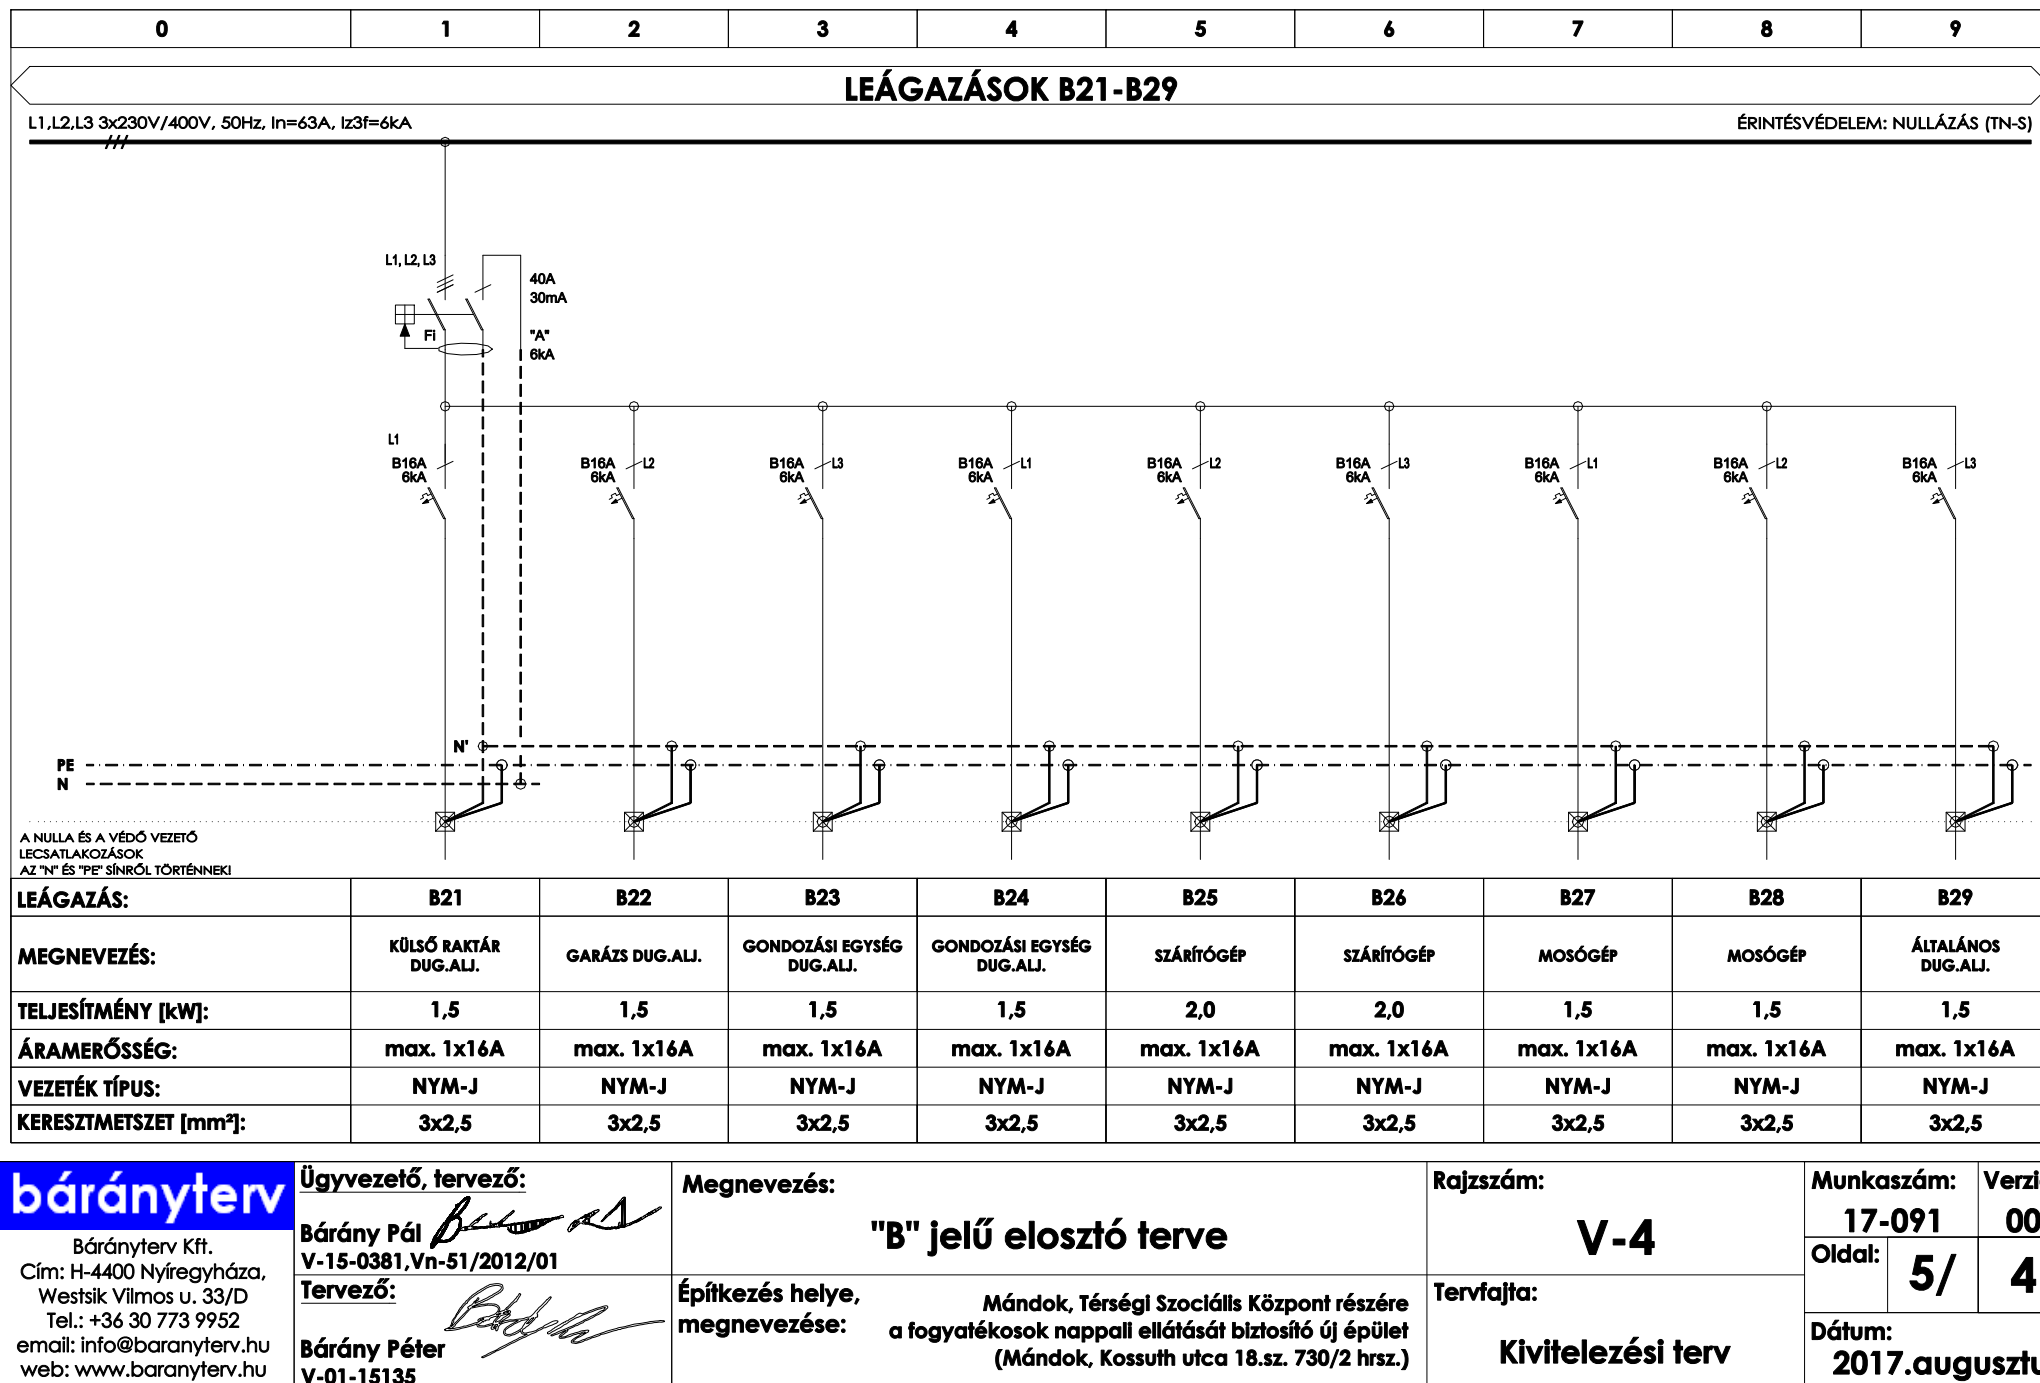 0 1 2 3 4 5 6 7 8 9
LEÁGAZÁSOK B21-B29
L1,L2,L3 3x230V/400V, 50Hz, In=63A, Iz3f=6kA
ÉRINTÉSVÉDELEM: NULLÁZÁS (TN-S)
L1, L2, L3
40A
30mA
Fi
"A"
6kA
L1
B16A B16A L2 B16A L3 B16A L1 B16A L2 B16A L3 B16A L1 B16A L2 B16A L3
6kA 6kA 6kA 6kA 6kA 6kA 6kA 6kA 6kA
N'
PE
N
A NULLA ÉS A VÉDŐ VEZETŐ
LECSATLAKOZÁSOK
AZ "N" ÉS "PE" SÍNRŐL TÖRTÉNNEK!
LEÁGAZÁS: B21 B22 B23 B24 B25 B26 B27 B28 B29
MEGNEVEZÉS: KÜLSŐ RAKTÁR DUG.ALJ. GARÁZS DUG.ALJ. GONDOZÁSI EGYSÉG DUG.ALJ. GONDOZÁSI EGYSÉG DUG.ALJ. SZÁRÍTÓGÉP SZÁRÍTÓGÉP MOSÓGÉP MOSÓGÉP ÁLTALÁNOS DUG.ALJ.
TELJESÍTMÉNY [kW]: 1,5 1,5 1,5 1,5 2,0 2,0 1,5 1,5 1,5
ÁRAMERŐSSÉG: max. 1x16A max. 1x16A max. 1x16A max. 1x16A max. 1x16A max. 1x16A max. 1x16A max. 1x16A max. 1x16A
VEZETÉK TÍPUS: NYM-J NYM-J NYM-J NYM-J NYM-J NYM-J NYM-J NYM-J NYM-J
KERESZTMETSZET [mm²]: 3x2,5 3x2,5 3x2,5 3x2,5 3x2,5 3x2,5 3x2,5 3x2,5 3x2,5
bárányterv
Bárányterv Kft.
Cím: H-4400 Nyíregyháza,
Westsik Vilmos u. 33/D
Tel.: +36 30 773 9952
email: info@baranyterv.hu
web: www.baranyterv.hu
Ügyvezető, tervező:
Bárány Pál
V-15-0381,Vn-51/2012/01
Tervező:
Bárány Péter
V-01-15135
Megnevezés:
"B" jelű elosztó terve
Építkezés helye,
megnevezése:
Mándok, Térségi Szociális Központ részére
a fogyatékosok nappali ellátását biztosító új épület
(Mándok, Kossuth utca 18.sz. 730/2 hrsz.)
Rajzszám:
V-4
Tervfajta:
Kivitelezési terv
Munkaszám:
17-091
Verzi
00
Oldal:
5/ 4
Dátum:
2017.augusztu